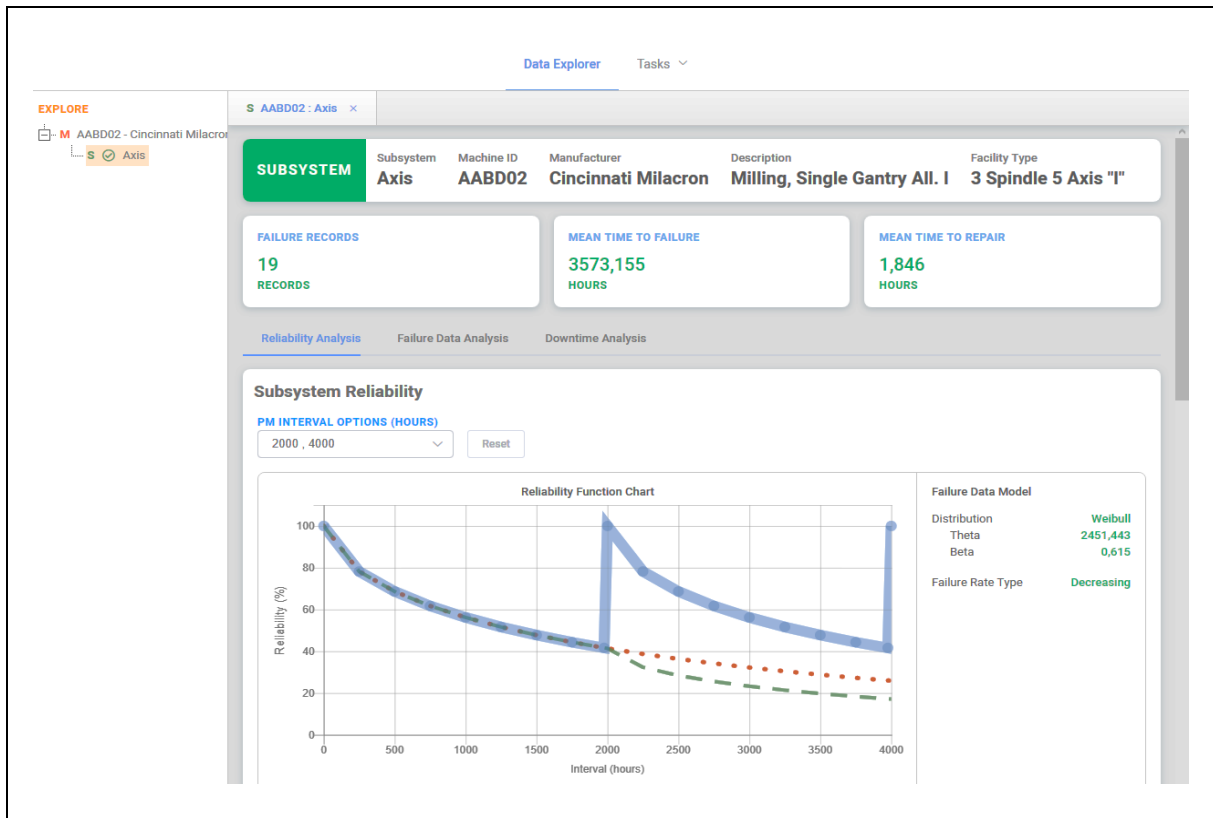 Data Explorer Tasks
EXPLORE
M AABD02 - Cincinnati Milacron
S Axis
S AABD02 : Axis ×
SUBSYSTEM
Subsystem Machine ID Manufacturer Description Facility Type
Axis AABD02 Cincinnati Milacron Milling, Single Gantry All. I 3 Spindle 5 Axis "I"
FAILURE RECORDS
19
RECORDS
MEAN TIME TO FAILURE
3573,155
HOURS
MEAN TIME TO REPAIR
1,846
HOURS
Reliability Analysis Failure Data Analysis Downtime Analysis
Subsystem Reliability
PM INTERVAL OPTIONS (HOURS)
2000 , 4000
Reset
Reliability Function Chart
Reliability (%)
100
80
60
40
20
0
0 500 1000 1500 2000 2500 3000 3500 4000
Interval (hours)
Failure Data Model
Distribution Weibull
Theta 2451,443
Beta 0,615
Failure Rate Type Decreasing